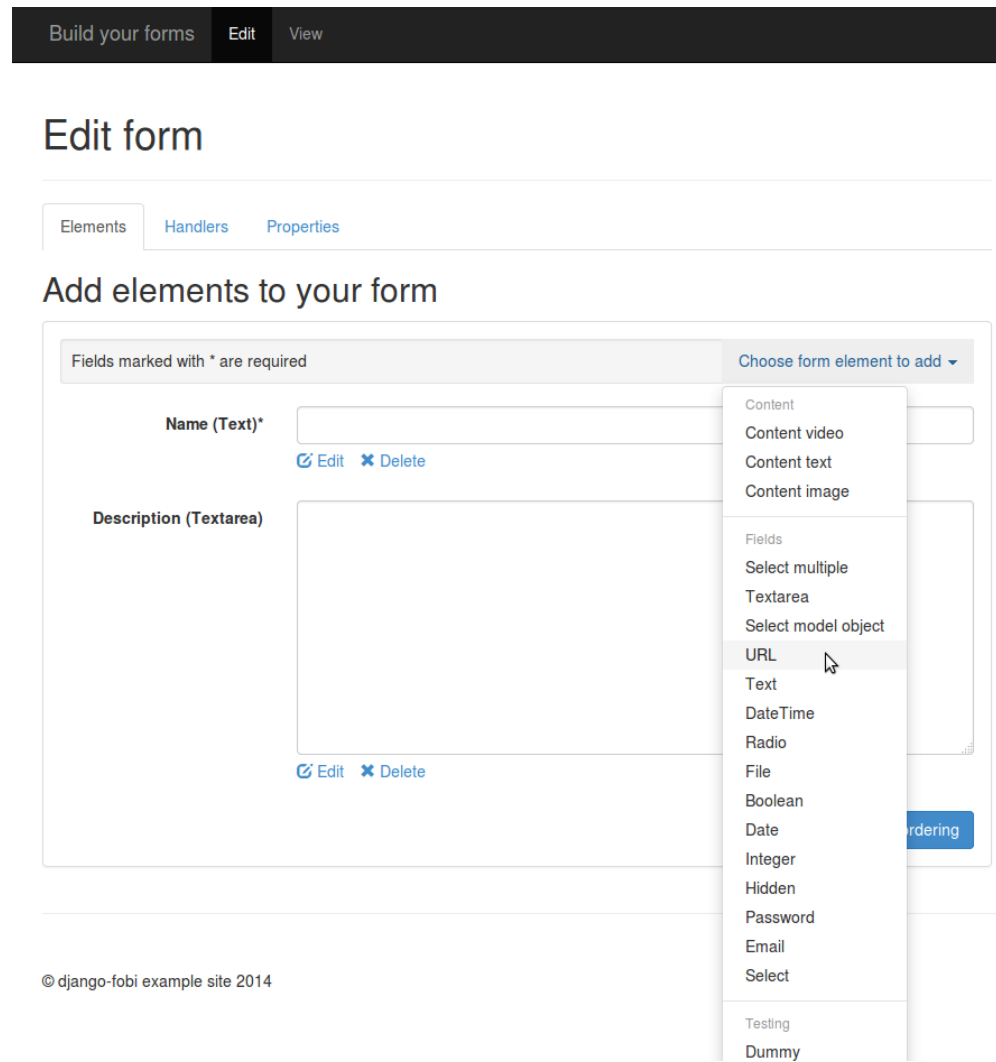 Build your forms Edit View
Edit form
Elements Handlers Properties
Add elements to your form
Fields marked with * are required
Choose form element to add
Name (Text)*
Edit Delete
Description (Textarea)
Edit Delete
Content
Content video
Content text
Content image
Fields
Select multiple
Textarea
Select model object
URL
Text
DateTime
Radio
File
Boolean
Date
Integer
Hidden
Password
Email
Select
Testing
Dummy
© django-fobi example site 2014